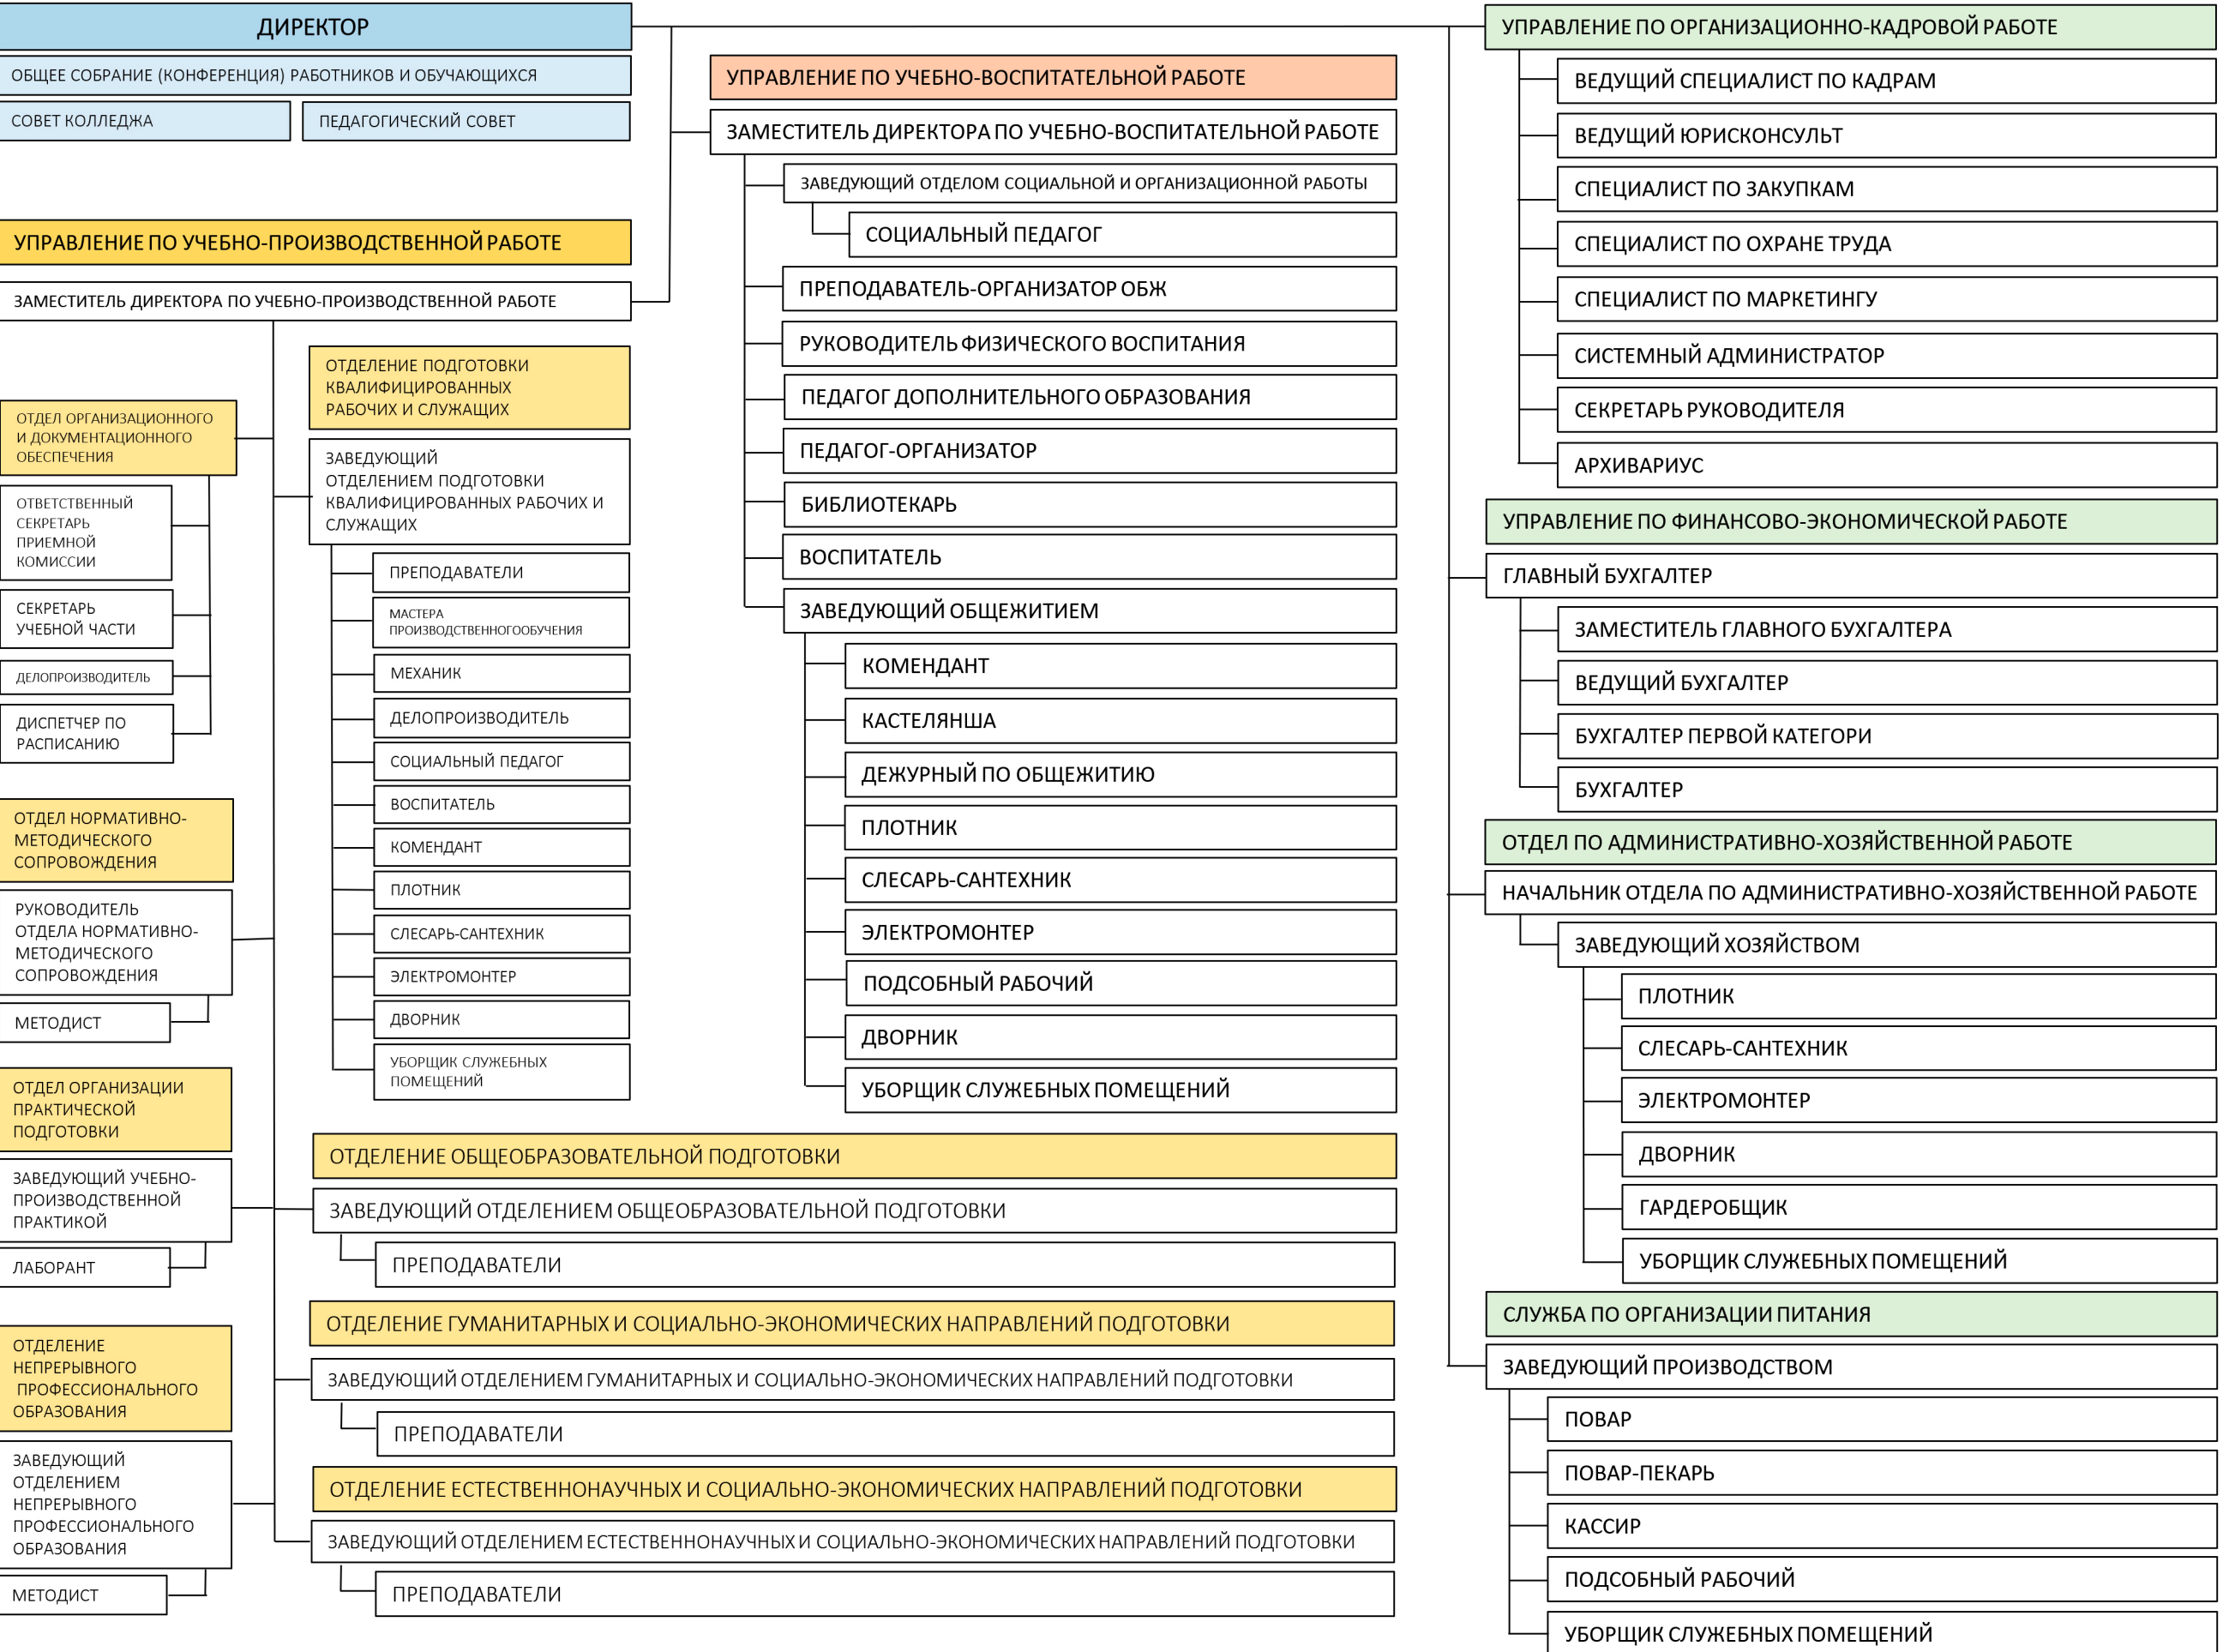 ДИРЕКТОР
ОБЩЕЕ СОБРАНИЕ (КОНФЕРЕНЦИЯ) РАБОТНИКОВ И ОБУЧАЮЩИХСЯ
СОВЕТ КОЛЛЕДЖА
ПЕДАГОГИЧЕСКИЙ СОВЕТ
УПРАВЛЕНИЕ ПО УЧЕБНО-ПРОИЗВОДСТВЕННОЙ РАБОТЕ
ЗАМЕСТИТЕЛЬ ДИРЕКТОРА ПО УЧЕБНО-ПРОИЗВОДСТВЕННОЙ РАБОТЕ
ОТДЕЛ ОРГАНИЗАЦИОННОГО
И ДОКУМЕНТАЦИОННОГО
ОБЕСПЕЧЕНИЯ
ОТВЕТСТВЕННЫЙ
СЕКРЕТАРЬ
ПРИЕМНОЙ
КОМИССИИ
СЕКРЕТАРЬ
УЧЕБНОЙ ЧАСТИ
ДЕЛОПРОИЗВОДИТЕЛЬ
ДИСПЕТЧЕР ПО
РАСПИСАНИЮ
ОТДЕЛ НОРМАТИВНО-
МЕТОДИЧЕСКОГО
СОПРОВОЖДЕНИЯ
РУКОВОДИТЕЛЬ
ОТДЕЛА НОРМАТИВНО-
МЕТОДИЧЕСКОГО
СОПРОВОЖДЕНИЯ
МЕТОДИСТ
ОТДЕЛ ОРГАНИЗАЦИИ
ПРАКТИЧЕСКОЙ
ПОДГОТОВКИ
ЗАВЕДУЮЩИЙ УЧЕБНО-
ПРОИЗВОДСТВЕННОЙ
ПРАКТИКОЙ
ЛАБОРАНТ
ОТДЕЛЕНИЕ
НЕПРЕРЫВНОГО
ПРОФЕССИОНАЛЬНОГО
ОБРАЗОВАНИЯ
ЗАВЕДУЮЩИЙ
ОТДЕЛЕНИЕМ
НЕПРЕРЫВНОГО
ПРОФЕССИОНАЛЬНОГО
ОБРАЗОВАНИЯ
МЕТОДИСТ
ОТДЕЛЕНИЕ ПОДГОТОВКИ
КВАЛИФИЦИРОВАННЫХ
РАБОЧИХ И СЛУЖАЩИХ
ЗАВЕДУЮЩИЙ
ОТДЕЛЕНИЕМ ПОДГОТОВКИ
КВАЛИФИЦИРОВАННЫХ РАБОЧИХ И
СЛУЖАЩИХ
ПРЕПОДАВАТЕЛИ
МАСТЕРА
ПРОИЗВОДСТВЕННОГООБУЧЕНИЯ
МЕХАНИК
ДЕЛОПРОИЗВОДИТЕЛЬ
СОЦИАЛЬНЫЙ ПЕДАГОГ
ВОСПИТАТЕЛЬ
КОМЕНДАНТ
ПЛОТНИК
СЛЕСАРЬ-САНТЕХНИК
ЭЛЕКТРОМОНТЕР
ДВОРНИК
УБОРЩИК СЛУЖЕБНЫХ
ПОМЕЩЕНИЙ
ОТДЕЛЕНИЕ ОБЩЕОБРАЗОВАТЕЛЬНОЙ ПОДГОТОВКИ
ЗАВЕДУЮЩИЙ ОТДЕЛЕНИЕМ ОБЩЕОБРАЗОВАТЕЛЬНОЙ ПОДГОТОВКИ
ПРЕПОДАВАТЕЛИ
ОТДЕЛЕНИЕ ГУМАНИТАРНЫХ И СОЦИАЛЬНО-ЭКОНОМИЧЕСКИХ НАПРАВЛЕНИЙ ПОДГОТОВКИ
ЗАВЕДУЮЩИЙ ОТДЕЛЕНИЕМ ГУМАНИТАРНЫХ И СОЦИАЛЬНО-ЭКОНОМИЧЕСКИХ НАПРАВЛЕНИЙ ПОДГОТОВКИ
ПРЕПОДАВАТЕЛИ
ОТДЕЛЕНИЕ ЕСТЕСТВЕННОНАУЧНЫХ И СОЦИАЛЬНО-ЭКОНОМИЧЕСКИХ НАПРАВЛЕНИЙ ПОДГОТОВКИ
ЗАВЕДУЮЩИЙ ОТДЕЛЕНИЕМ ЕСТЕСТВЕННОНАУЧНЫХ И СОЦИАЛЬНО-ЭКОНОМИЧЕСКИХ НАПРАВЛЕНИЙ ПОДГОТОВКИ
ПРЕПОДАВАТЕЛИ
УПРАВЛЕНИЕ ПО УЧЕБНО-ВОСПИТАТЕЛЬНОЙ РАБОТЕ
ЗАМЕСТИТЕЛЬ ДИРЕКТОРА ПО УЧЕБНО-ВОСПИТАТЕЛЬНОЙ РАБОТЕ
ЗАВЕДУЮЩИЙ ОТДЕЛОМ СОЦИАЛЬНОЙ И ОРГАНИЗАЦИОННОЙ РАБОТЫ
СОЦИАЛЬНЫЙ ПЕДАГОГ
ПРЕПОДАВАТЕЛЬ-ОРГАНИЗАТОР ОБЖ
РУКОВОДИТЕЛЬ ФИЗИЧЕСКОГО ВОСПИТАНИЯ
ПЕДАГОГ ДОПОЛНИТЕЛЬНОГО ОБРАЗОВАНИЯ
ПЕДАГОГ-ОРГАНИЗАТОР
БИБЛИОТЕКАРЬ
ВОСПИТАТЕЛЬ
ЗАВЕДУЮЩИЙ ОБЩЕЖИТИЕМ
КОМЕНДАНТ
КАСТЕЛЯНША
ДЕЖУРНЫЙ ПО ОБЩЕЖИТИЮ
ПЛОТНИК
СЛЕСАРЬ-САНТЕХНИК
ЭЛЕКТРОМОНТЕР
ПОДСОБНЫЙ РАБОЧИЙ
ДВОРНИК
УБОРЩИК СЛУЖЕБНЫХ ПОМЕЩЕНИЙ
УПРАВЛЕНИЕ ПО ОРГАНИЗАЦИОННО-КАДРОВОЙ РАБОТЕ
ВЕДУЩИЙ СПЕЦИАЛИСТ ПО КАДРАМ
ВЕДУЩИЙ ЮРИСКОНСУЛЬТ
СПЕЦИАЛИСТ ПО ЗАКУПКАМ
СПЕЦИАЛИСТ ПО ОХРАНЕ ТРУДА
СПЕЦИАЛИСТ ПО МАРКЕТИНГУ
СИСТЕМНЫЙ АДМИНИСТРАТОР
СЕКРЕТАРЬ РУКОВОДИТЕЛЯ
АРХИВАРИУС
УПРАВЛЕНИЕ ПО ФИНАНСОВО-ЭКОНОМИЧЕСКОЙ РАБОТЕ
ГЛАВНЫЙ БУХГАЛТЕР
ЗАМЕСТИТЕЛЬ ГЛАВНОГО БУХГАЛТЕРА
ВЕДУЩИЙ БУХГАЛТЕР
БУХГАЛТЕР ПЕРВОЙ КАТЕГОРИ
БУХГАЛТЕР
ОТДЕЛ ПО АДМИНИСТРАТИВНО-ХОЗЯЙСТВЕННОЙ РАБОТЕ
НАЧАЛЬНИК ОТДЕЛА ПО АДМИНИСТРАТИВНО-ХОЗЯЙСТВЕННОЙ РАБОТЕ
ЗАВЕДУЮЩИЙ ХОЗЯЙСТВОМ
ПЛОТНИК
СЛЕСАРЬ-САНТЕХНИК
ЭЛЕКТРОМОНТЕР
ДВОРНИК
ГАРДЕРОБЩИК
УБОРЩИК СЛУЖЕБНЫХ ПОМЕЩЕНИЙ
СЛУЖБА ПО ОРГАНИЗАЦИИ ПИТАНИЯ
ЗАВЕДУЮЩИЙ ПРОИЗВОДСТВОМ
ПОВАР
ПОВАР-ПЕКАРЬ
КАССИР
ПОДСОБНЫЙ РАБОЧИЙ
УБОРЩИК СЛУЖЕБНЫХ ПОМЕЩЕНИЙ